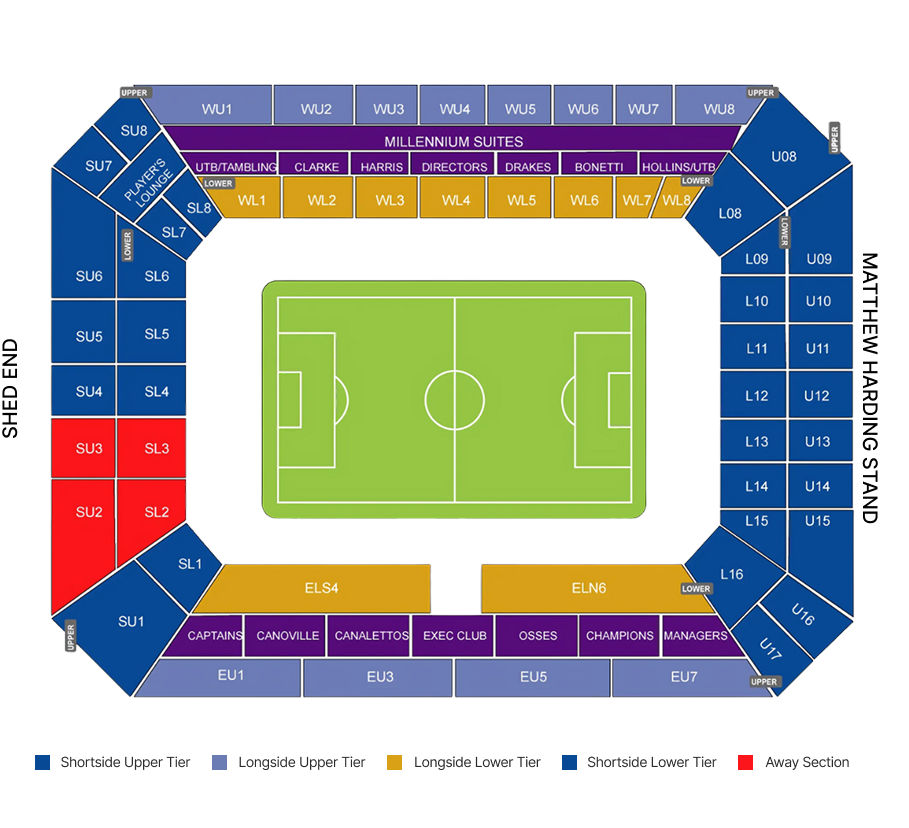 UPPER
UPPER
WU1 WU2 WU3 WU4 WU5 WU6 WU7 WU8
SU8
UPPER
MILLENNIUM SUITES
SU7
U08
UTB/TAMBLING CLARKE HARRIS DIRECTORS DRAKES BONETTI HOLLINS/UTB
PLAYER'S
LOUNGE
LOWER
LOWER
WL1 WL2 WL3 WL4 WL5 WL6 WL7 WL8
SL8
L08
SL7
LOWER
LOWER
L09 U09
SU6 SL6
L10 U10
SU5 SL5
L11 U11
SHED END
MATTHEW HARDING STAND
SU4 SL4
L12 U12
SU3 SL3
L13 U13
L14 U14
SU2 SL2
L15 U15
SL1
L16
ELS4 ELN6
LOWER
U16
SU1
UPPER
CAPTAINS CANOVILLE CANALETTOS EXEC CLUB OSSES CHAMPIONS MANAGERS
U17
EU1 EU3 EU5 EU7
UPPER
Shortside Upper Tier Longside Upper Tier Longside Lower Tier Shortside Lower Tier Away Section